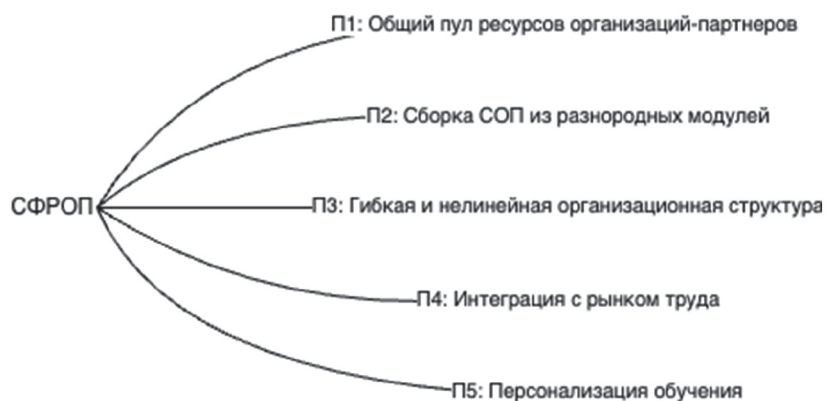 П1: Общий пул ресурсов организаций-партнеров
П2: Сборка СОП из разнородных модулей
СФРОП
П3: Гибкая и нелинейная организационная структура
П4: Интеграция с рынком труда
П5: Персонализация обучения